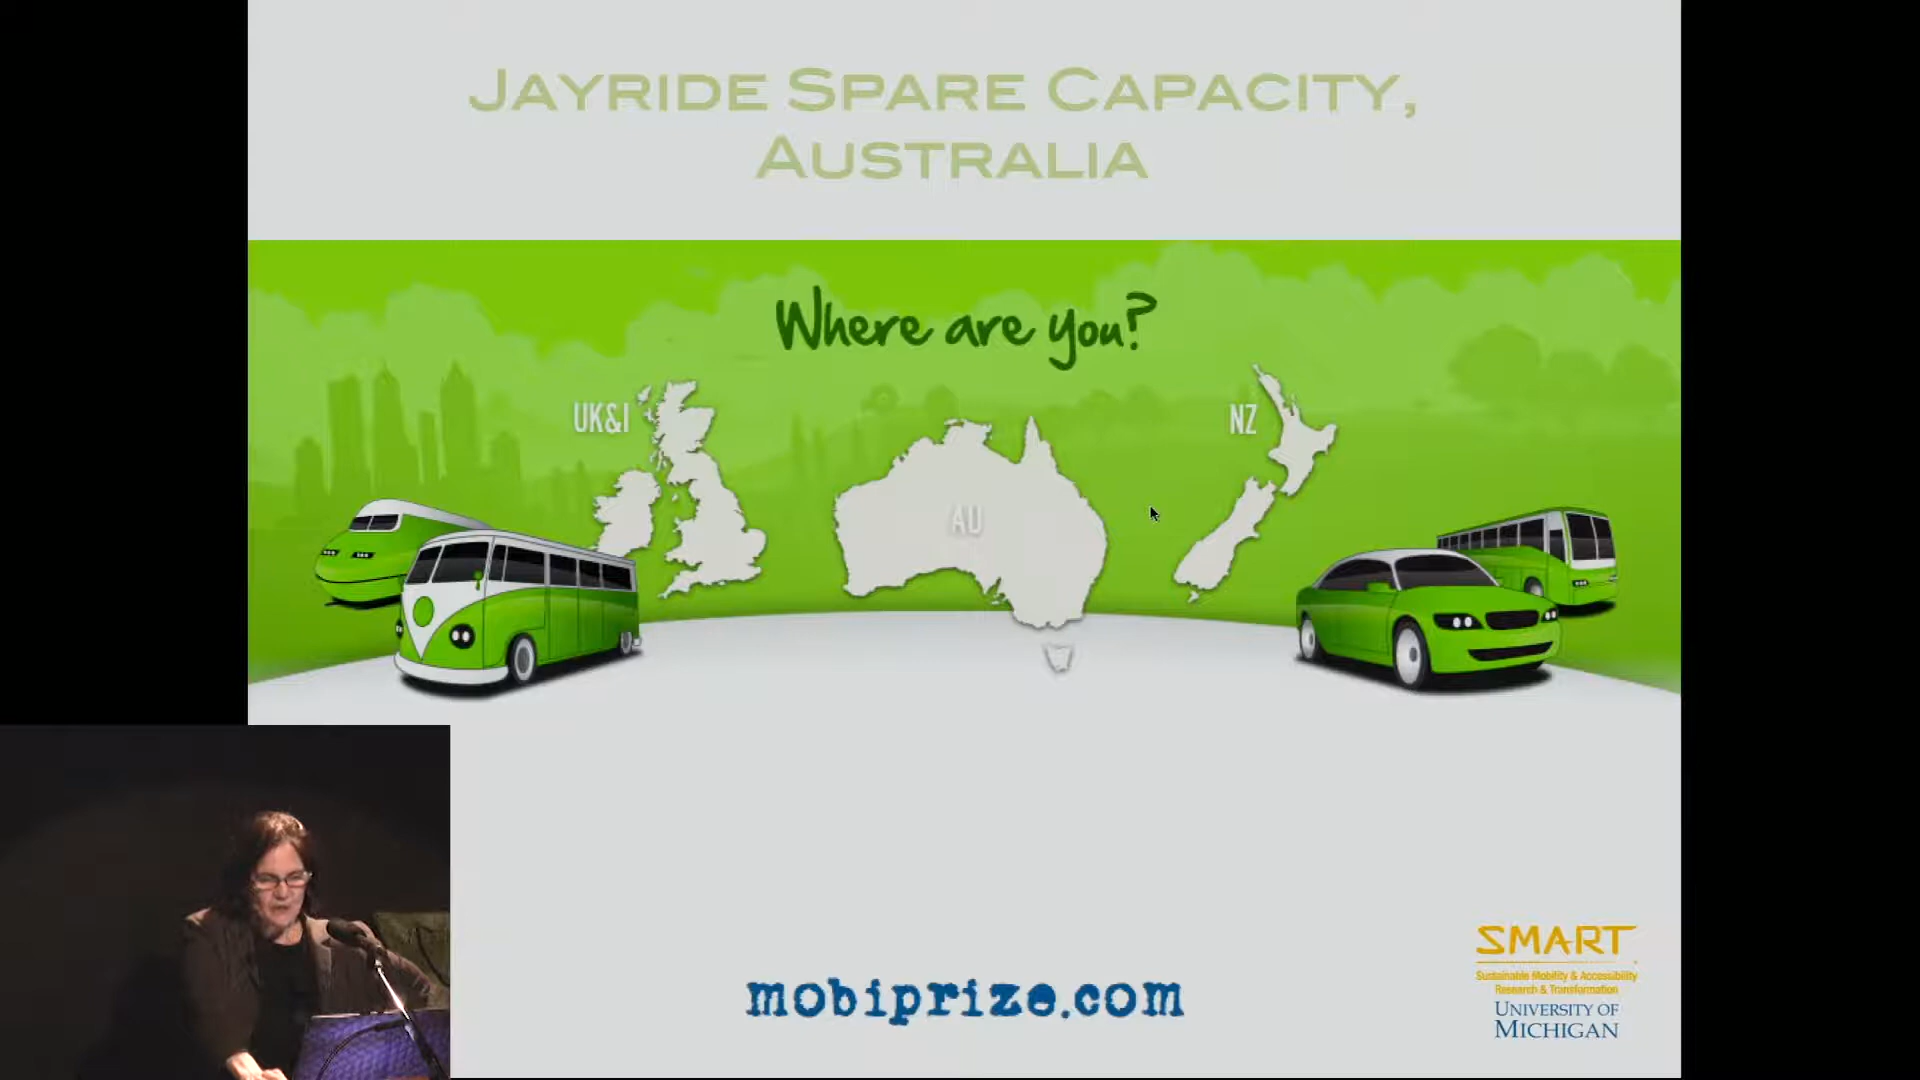 JAYRIDE SPARE CAPACITY,
AUSTRALIA
Where are you?
UK&I
NZ
AU
mobiprize.com
SMART
Sustainable Mobility & Accessibility
Research & Transformation
UNIVERSITY OF
MICHIGAN